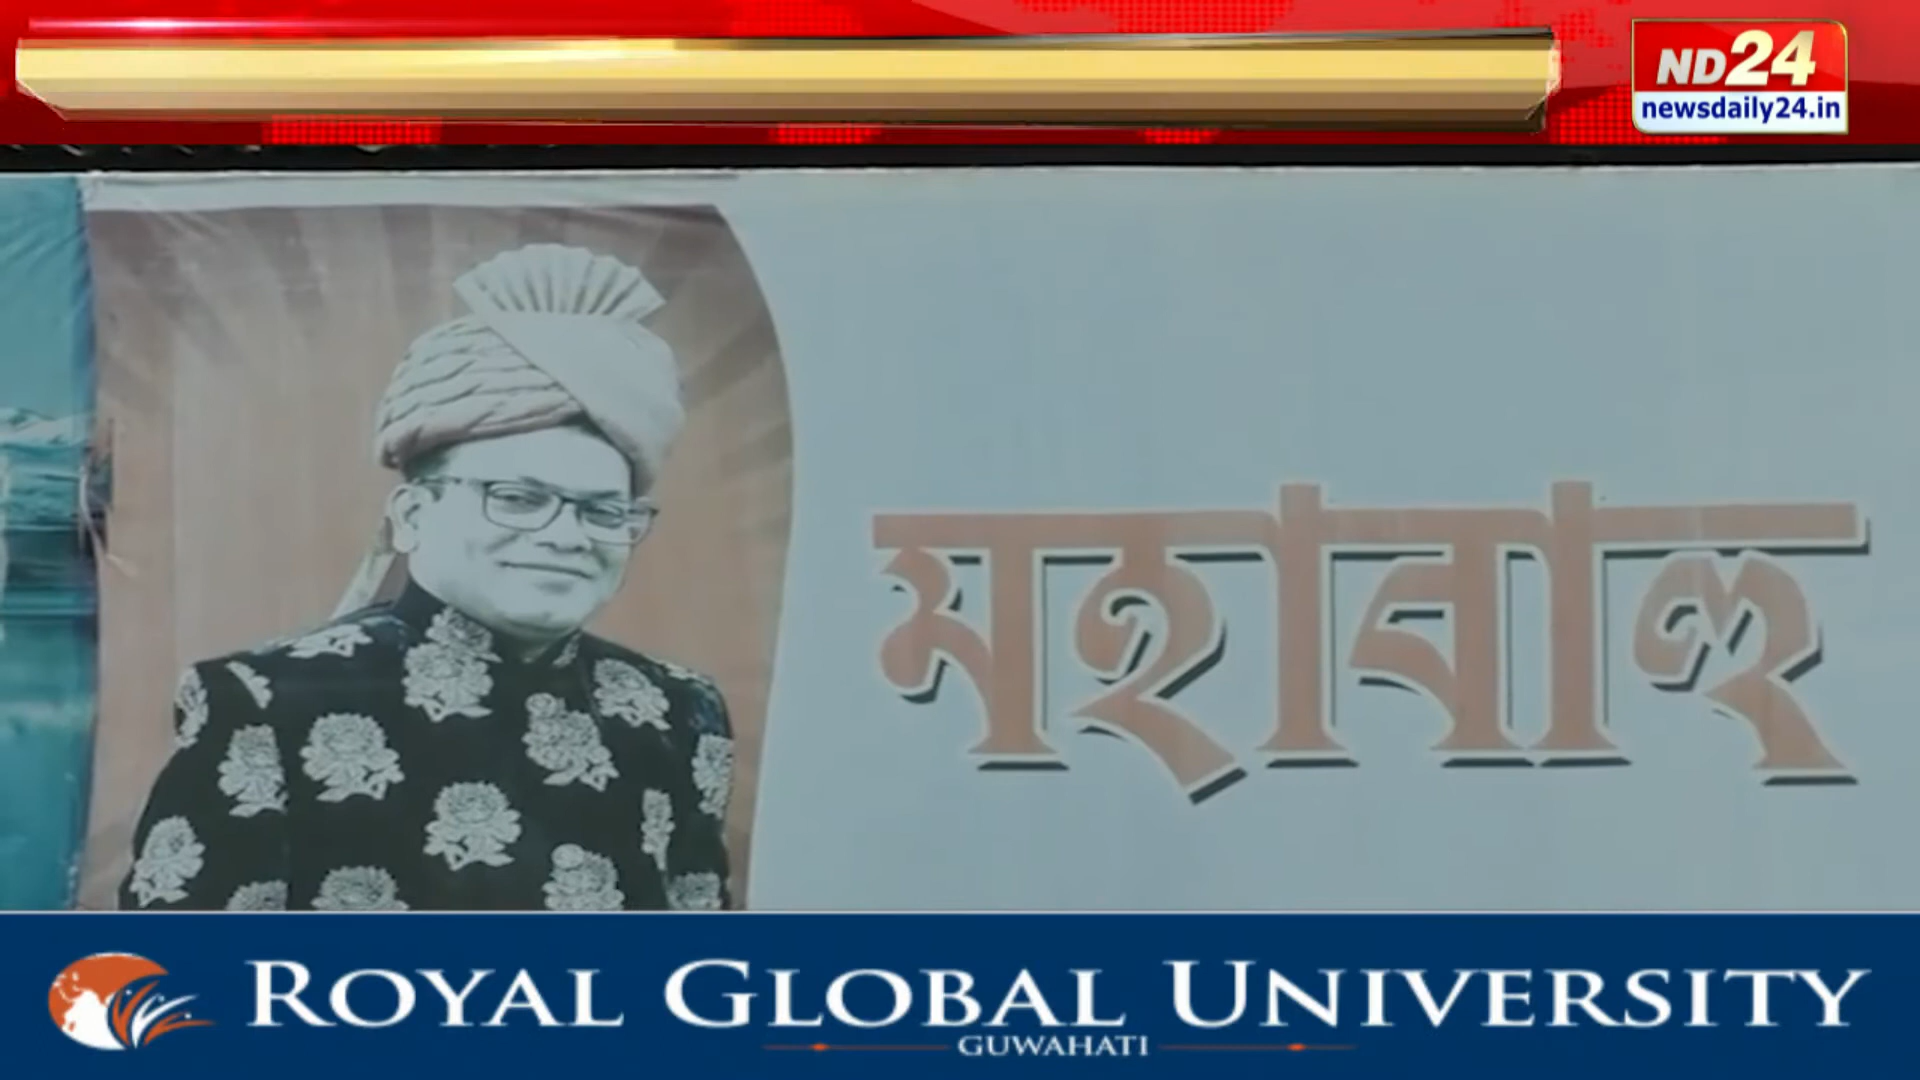 ND24
newsdaily24.in
মহাবাহু
ROYAL GLOBAL UNIVERSITY
GUWAHATI